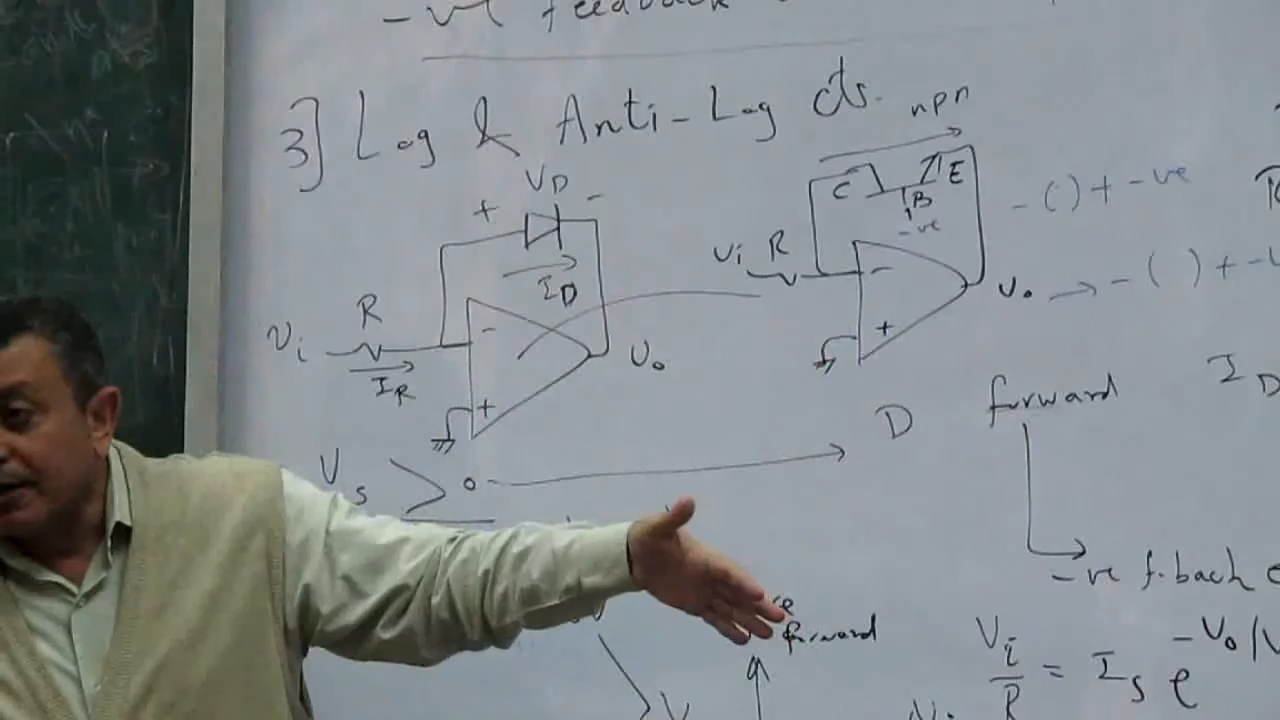 -ve feedback
3] Log & Anti-Log cts.
npn
VD
+ -
ID
R
Vi
IR
-
+
Vo
C
E
B
-ve
Vi R
-
+
Vo → - ( ) + -
- ( ) + -ve
Vs > 0 → D forward
ID
-ve f.back
forward
Vi/R = Is e -Vo/V